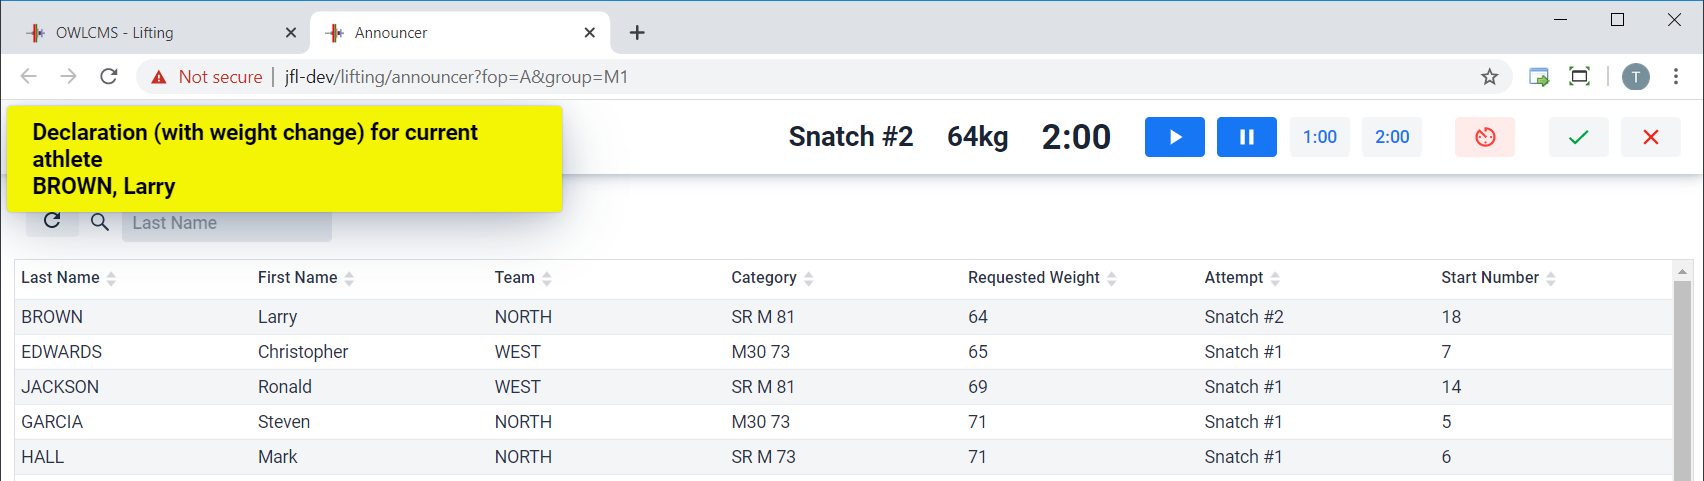 OWLCMS - Lifting
Announcer
Not secure | jfl-dev/lifting/announcer?fop=A&group=M1
T
Declaration (with weight change) for current
athlete
BROWN, Larry
Snatch #2 64kg 2:00 1:00 2:00
Last Name
Last Name First Name Team Category Requested Weight Attempt Start Number
BROWN Larry NORTH SR M 81 64 Snatch #2 18
EDWARDS Christopher WEST M30 73 65 Snatch #1 7
JACKSON Ronald WEST SR M 81 69 Snatch #1 14
GARCIA Steven NORTH M30 73 71 Snatch #1 5
HALL Mark NORTH SR M 73 71 Snatch #1 6